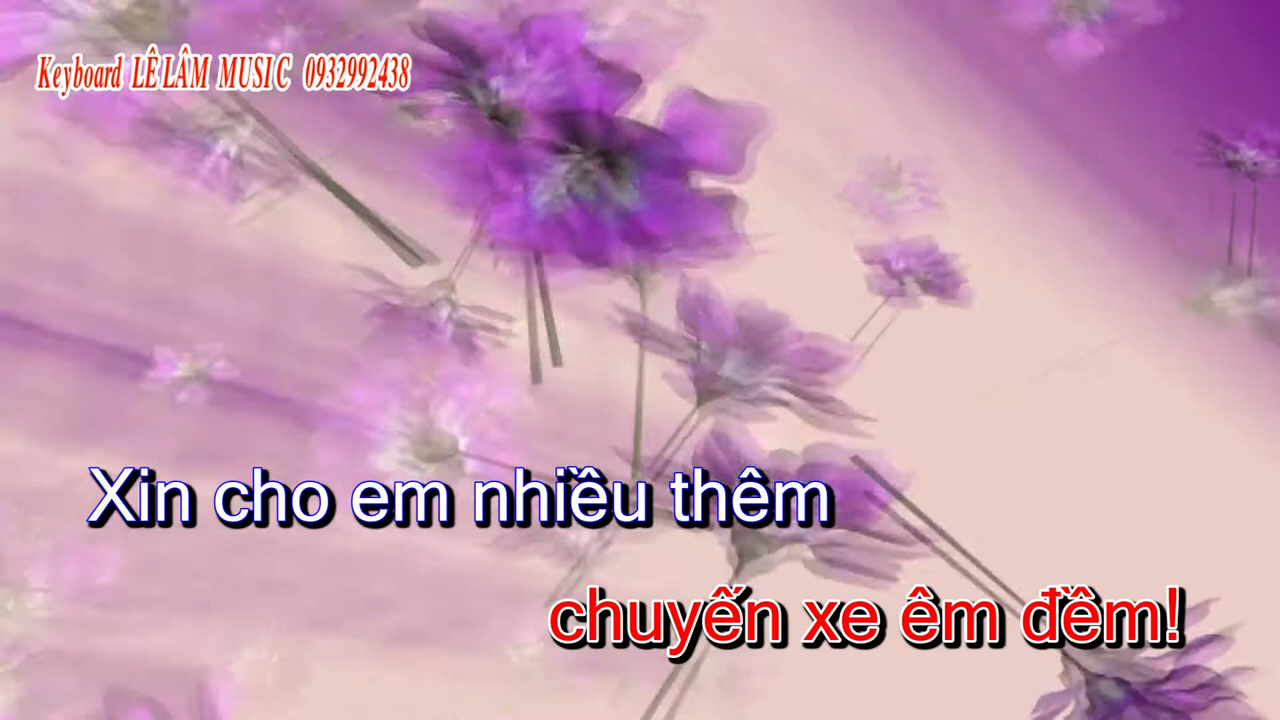 Keyboard LÊ LÂM MUSIC 0932992438
Xin cho em nhiều thêm
chuyến xe êm đềm!